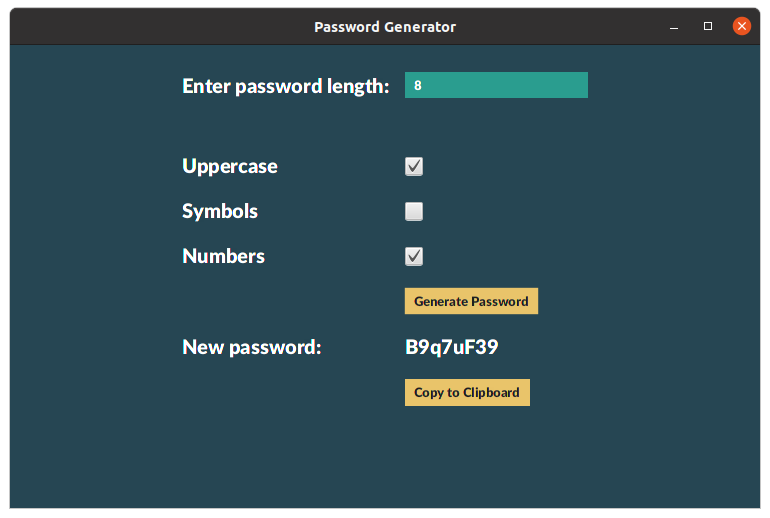 Password Generator
Enter password length: 8
Uppercase
Symbols
Numbers
Generate Password
New password: B9q7uF39
Copy to Clipboard